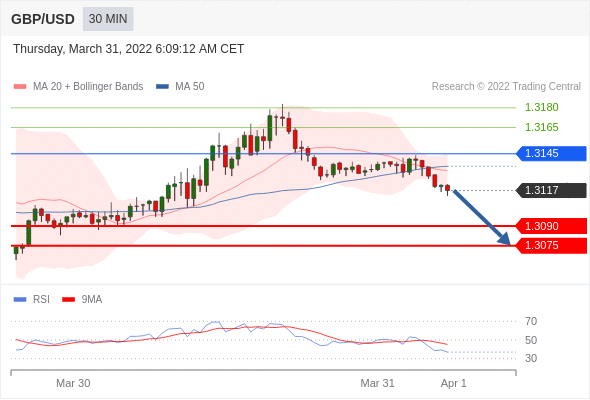 GBP/USD 30 MIN
Thursday, March 31, 2022 6:09:12 AM CET
MA 20 + Bollinger Bands MA 50 Research © 2022 Trading Central
1.3180
1.3165
1.3145
1.3117
1.3090
1.3075
RSI 9MA
70
50
30
Mar 30 Mar 31 Apr 1